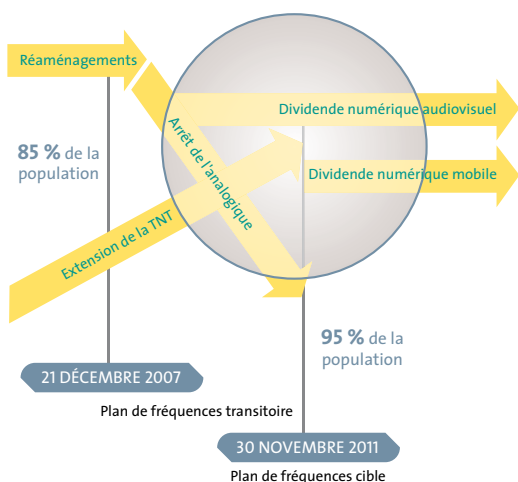 Réaménagements
Dividende numérique audiovisuel
Arrêt de l'analogique
85 % de la
population
Dividende numérique mobile
Extension de la TNT
95 % de la
population
21 DÉCEMBRE 2007
Plan de fréquences transitoire
30 NOVEMBRE 2011
Plan de fréquences cible